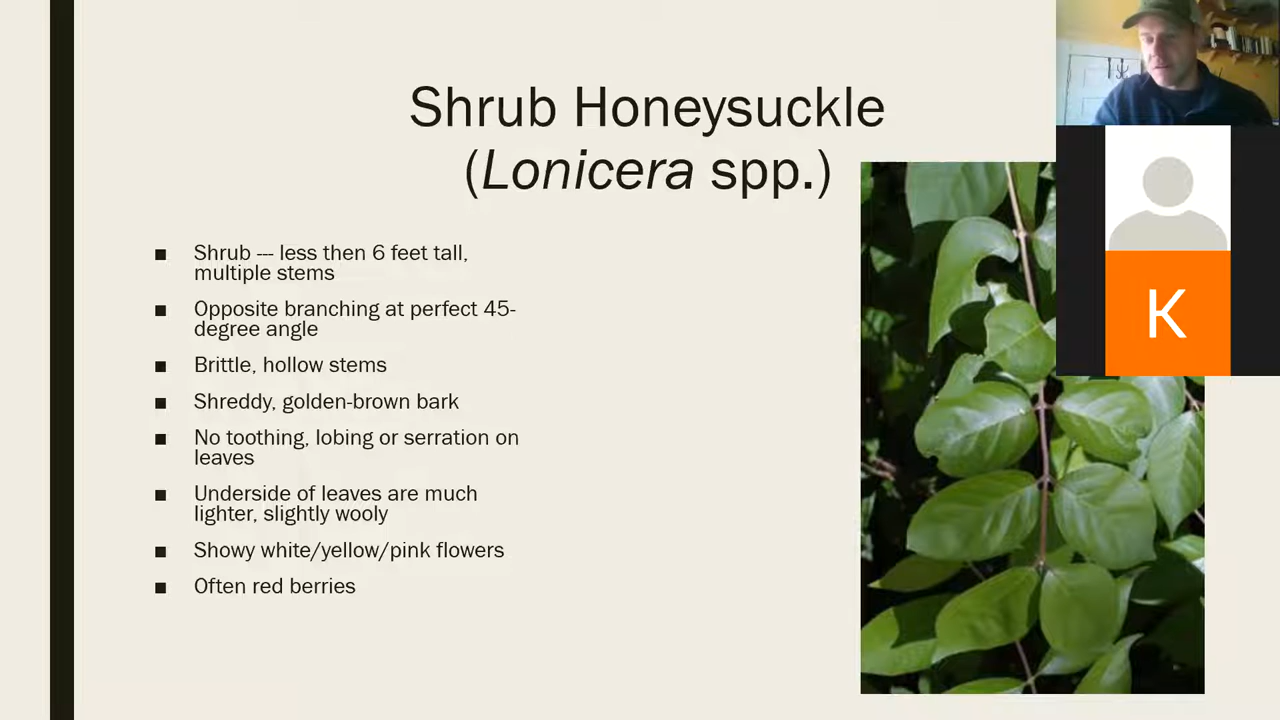 Shrub Honeysuckle
(Lonicera spp.)
■ Shrub --- less then 6 feet tall,
multiple stems
■ Opposite branching at perfect 45-
degree angle
■ Brittle, hollow stems
■ Shreddy, golden-brown bark
■ No toothing, lobing or serration on
leaves
■ Underside of leaves are much
lighter, slightly wooly
■ Showy white/yellow/pink flowers
■ Often red berries
K